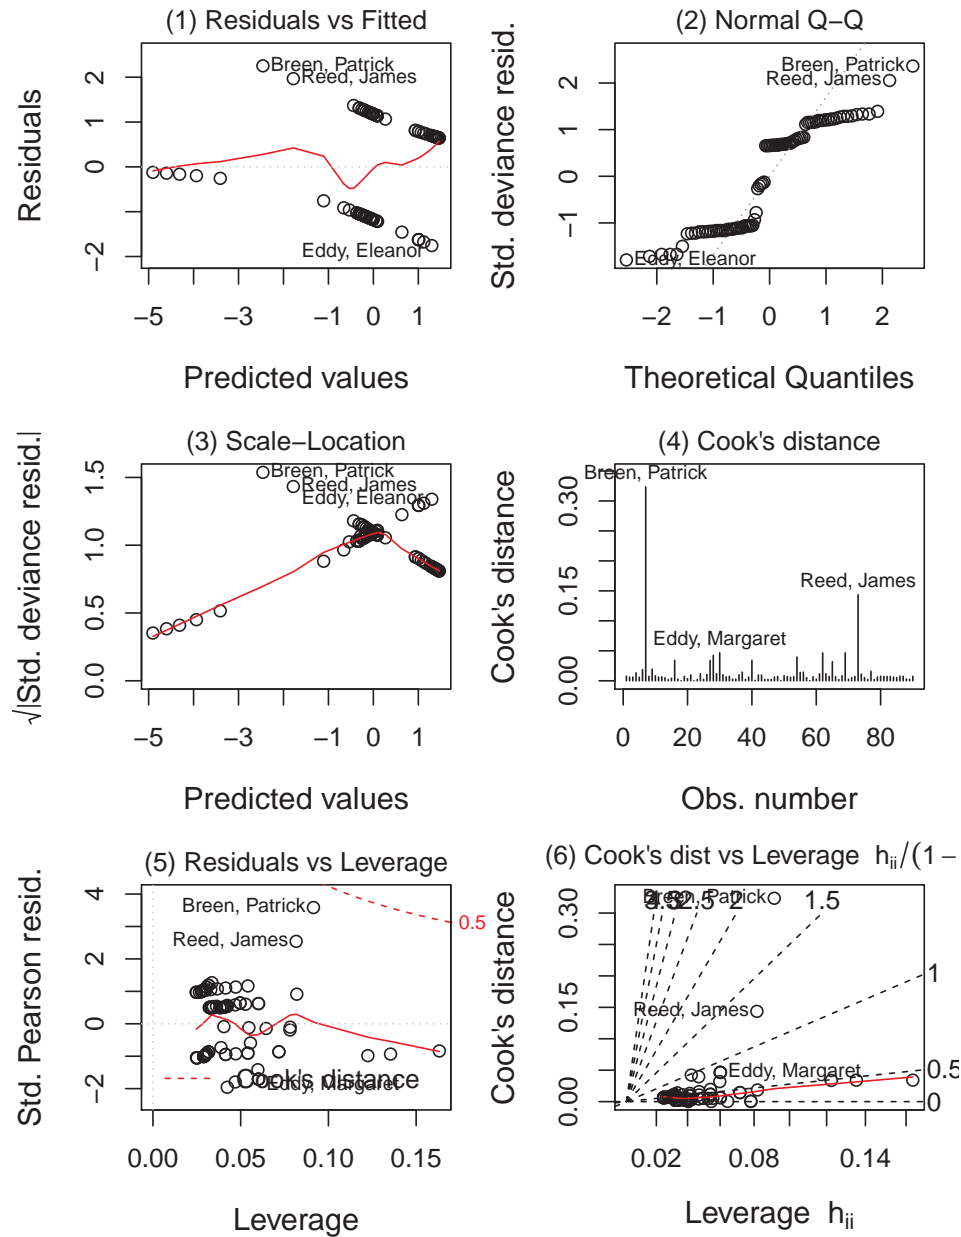 (1) Residuals vs Fitted
Residuals
2
1
0
−2
Breen, Patrick
Reed, James
Eddy, Eleanor
−5 −3 −1 0 1
Predicted values
(2) Normal Q−Q
Std. deviance resid.
2
1
0
−1
Breen, Patrick
Reed, James
Eddy, Eleanor
−2 −1 0 1 2
Theoretical Quantiles
(3) Scale−Location
√|Std. deviance resid.|
1.5
1.0
0.5
0.0
Breen, Patrick
Reed, James
Eddy, Eleanor
−5 −3 −1 0 1
Predicted values
(4) Cook's distance
Cook's distance
0.30
0.15
0.00
Breen, Patrick
Reed, James
Eddy, Margaret
0 20 40 60 80
Obs. number
(5) Residuals vs Leverage
Std. Pearson resid.
4
2
0
−2
Breen, Patrick
Reed, James
0.5
Cook's distance
Eddy, Margaret
0.00 0.05 0.10 0.15
Leverage
(6) Cook's dist vs Leverage hii/(1 −
Cook's distance
0.30
0.15
0.00
Breen, Patrick
2.5 2 1.5
Reed, James
1
Eddy, Margaret
0.5
0
0.02 0.08 0.14
Leverage hii